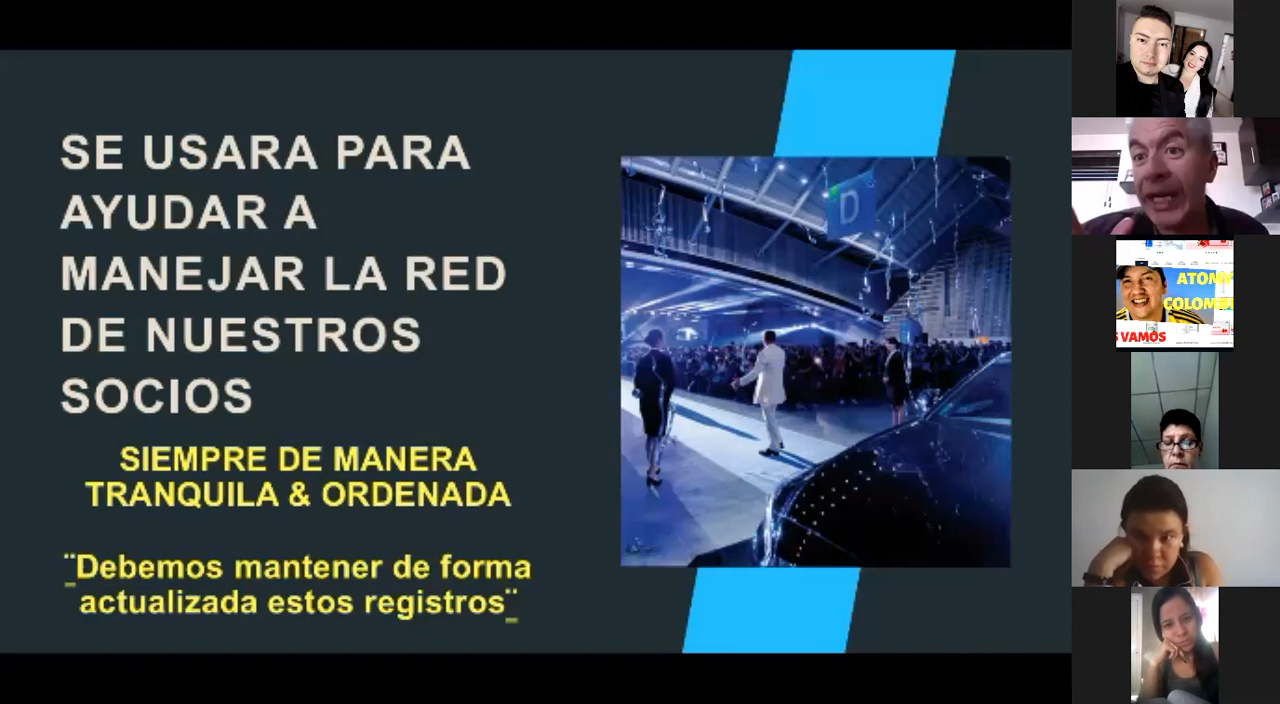 SE USARA PARA
AYUDAR A
MANEJAR LA RED
DE NUESTROS
SOCIOS
SIEMPRE DE MANERA
TRANQUILA & ORDENADA
¨Debemos mantener de forma
actualizada estos registros¨
D
ATOMY
COLOMBI
S VAMOS